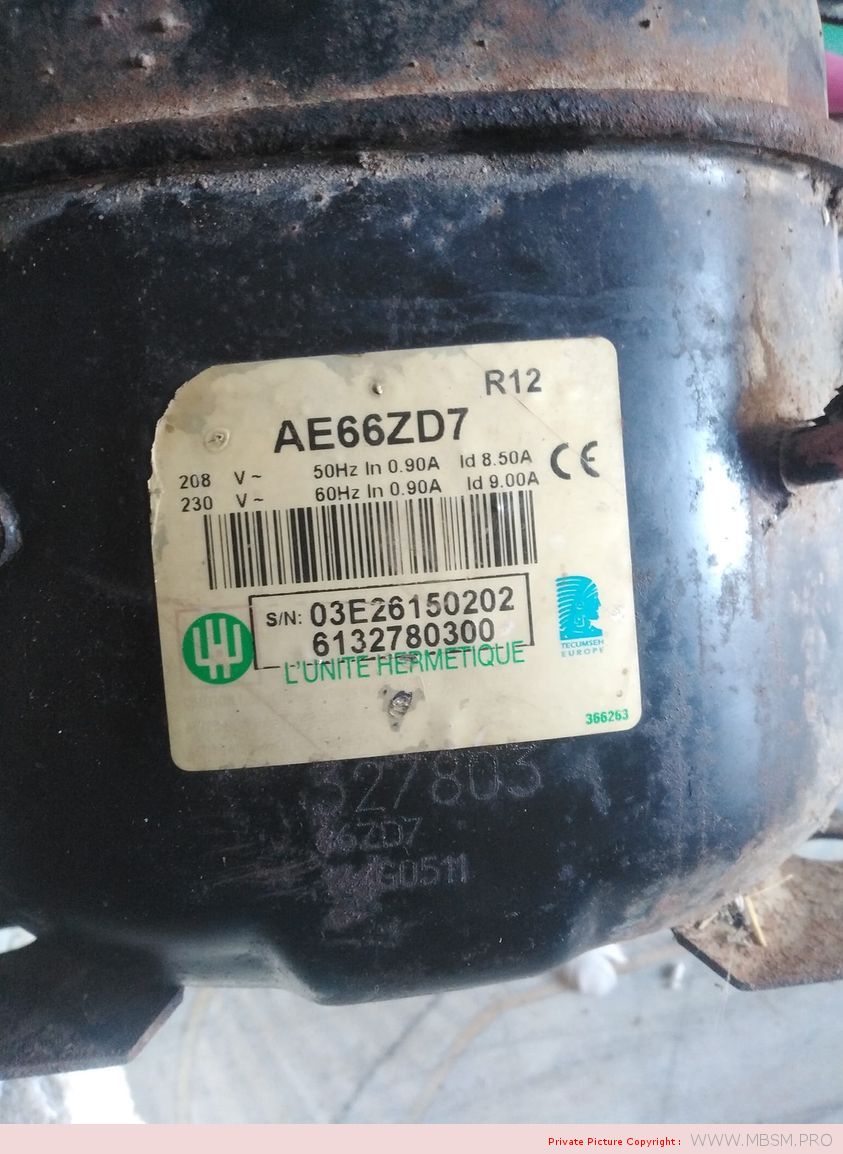 R12
AE66ZD7
208 V~ 50Hz In 0.90A Id 8.50A
230 V~ 60Hz In 0.90A Id 9.00A
CE
S/N: 03E26150202
6132780300
L'UNITE HERMETIQUE
TECUMSEH
EUROPE
366263
327803
66ZD7
G0511
Private Picture Copyright : WWW.MBSM.PRO